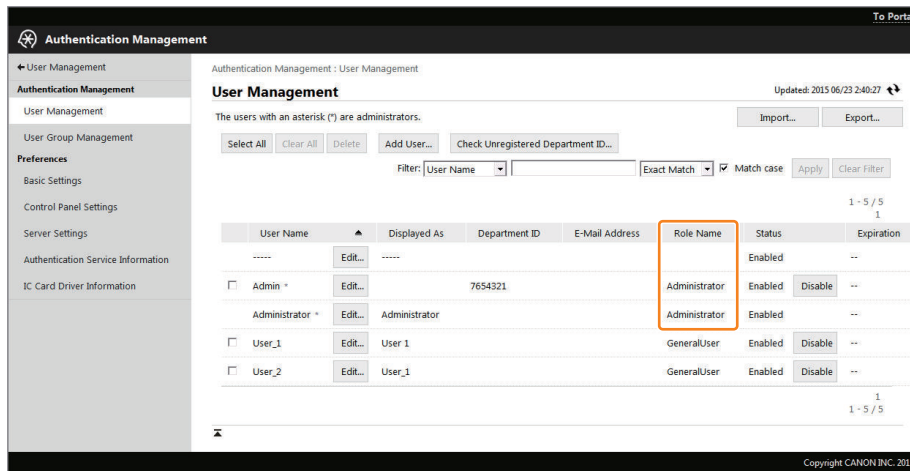 To Porta
Authentication Management
User Management
Authentication Management
User Management
User Group Management
Preferences
Basic Settings
Control Panel Settings
Server Settings
Authentication Service Information
IC Card Driver Information
Authentication Management : User Management
User Management
Updated: 2015 06/23 2:40:27
The users with an asterisk (*) are administrators.
Import... Export...
Select All Clear All Delete Add User... Check Unregistered Department ID...
Filter: User Name Exact Match Match case Apply Clear Filter
1 - 5 / 5
1
User Name Displayed As Department ID E-Mail Address Role Name Status Expiration
----- Edit... ----- Enabled --
Admin * Edit... 7654321 Administrator Enabled Disable --
Administrator * Edit... Administrator Administrator Enabled --
User_1 Edit... User 1 GeneralUser Enabled Disable --
User_2 Edit... User_1 GeneralUser Enabled Disable --
1
1 - 5 / 5
Copyright CANON INC. 201